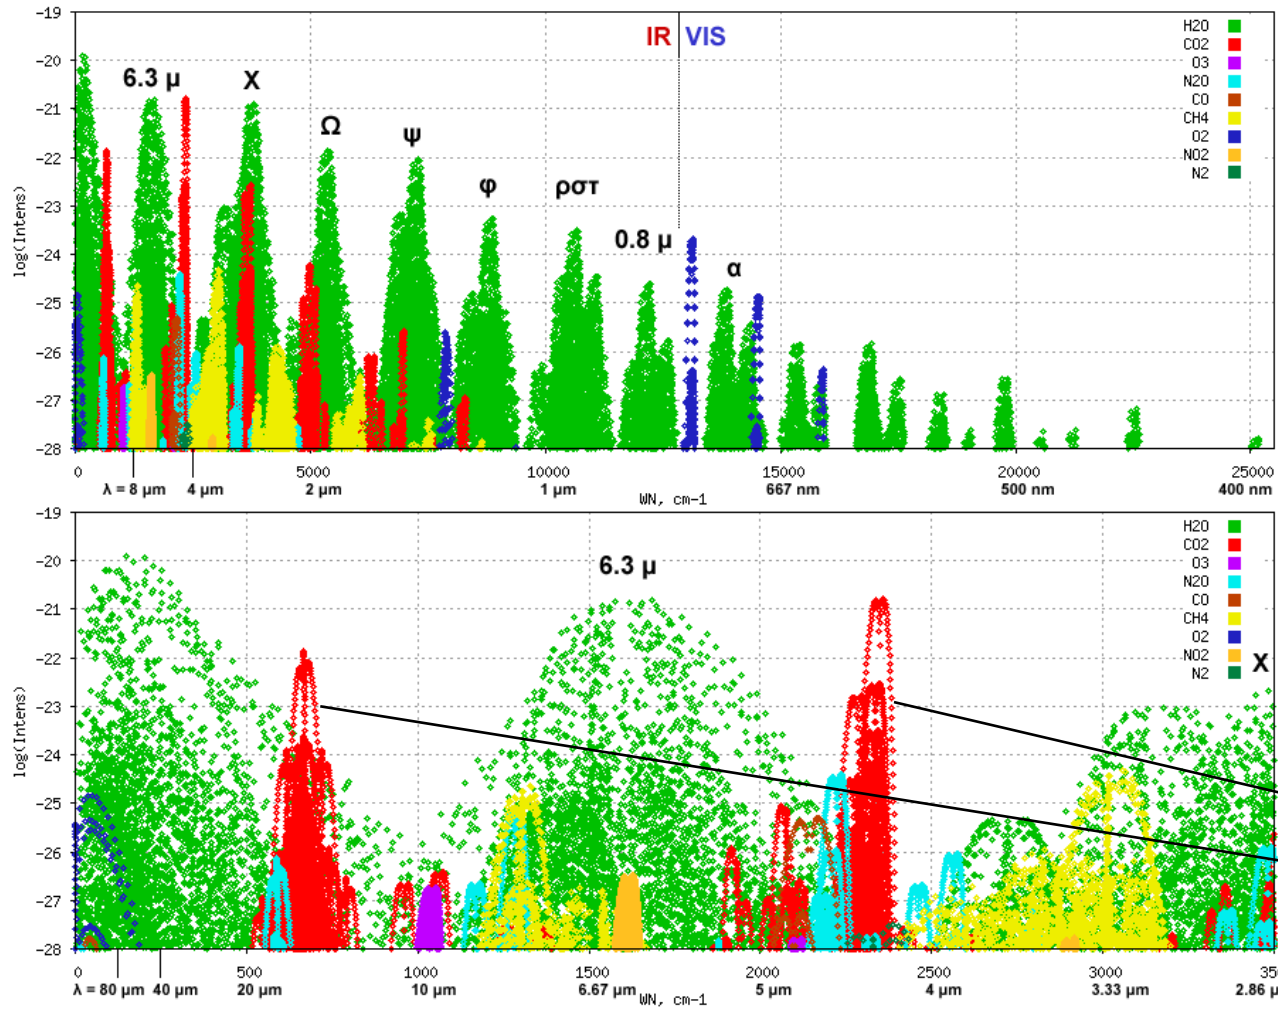 -19
IR VIS
H2O
CO2
O3
N2O
CO
CH4
O2
NO2
N2
-20
6.3 μ
X
-21
Ω
ψ
-22
φ
ρστ
-23
0.8 μ
α
-24
-25
-26
-27
-28
log(Intens)
0 5000 10000 15000 20000 25000
λ = 8 μm 4 μm 2 μm 1 μm 667 nm 500 nm 400 nm
WN, cm-1
-19
H2O
CO2
O3
N2O
CO
CH4
O2
NO2
N2
-20
6.3 μ
-21
-22
X
-23
-24
-25
-26
-27
-28
log(Intens)
0 500 1000 1500 2000 2500 3000 35
λ = 80 μm 40 μm 20 μm 10 μm 6.67 μm 5 μm 4 μm 3.33 μm 2.86 μ
WN, cm-1